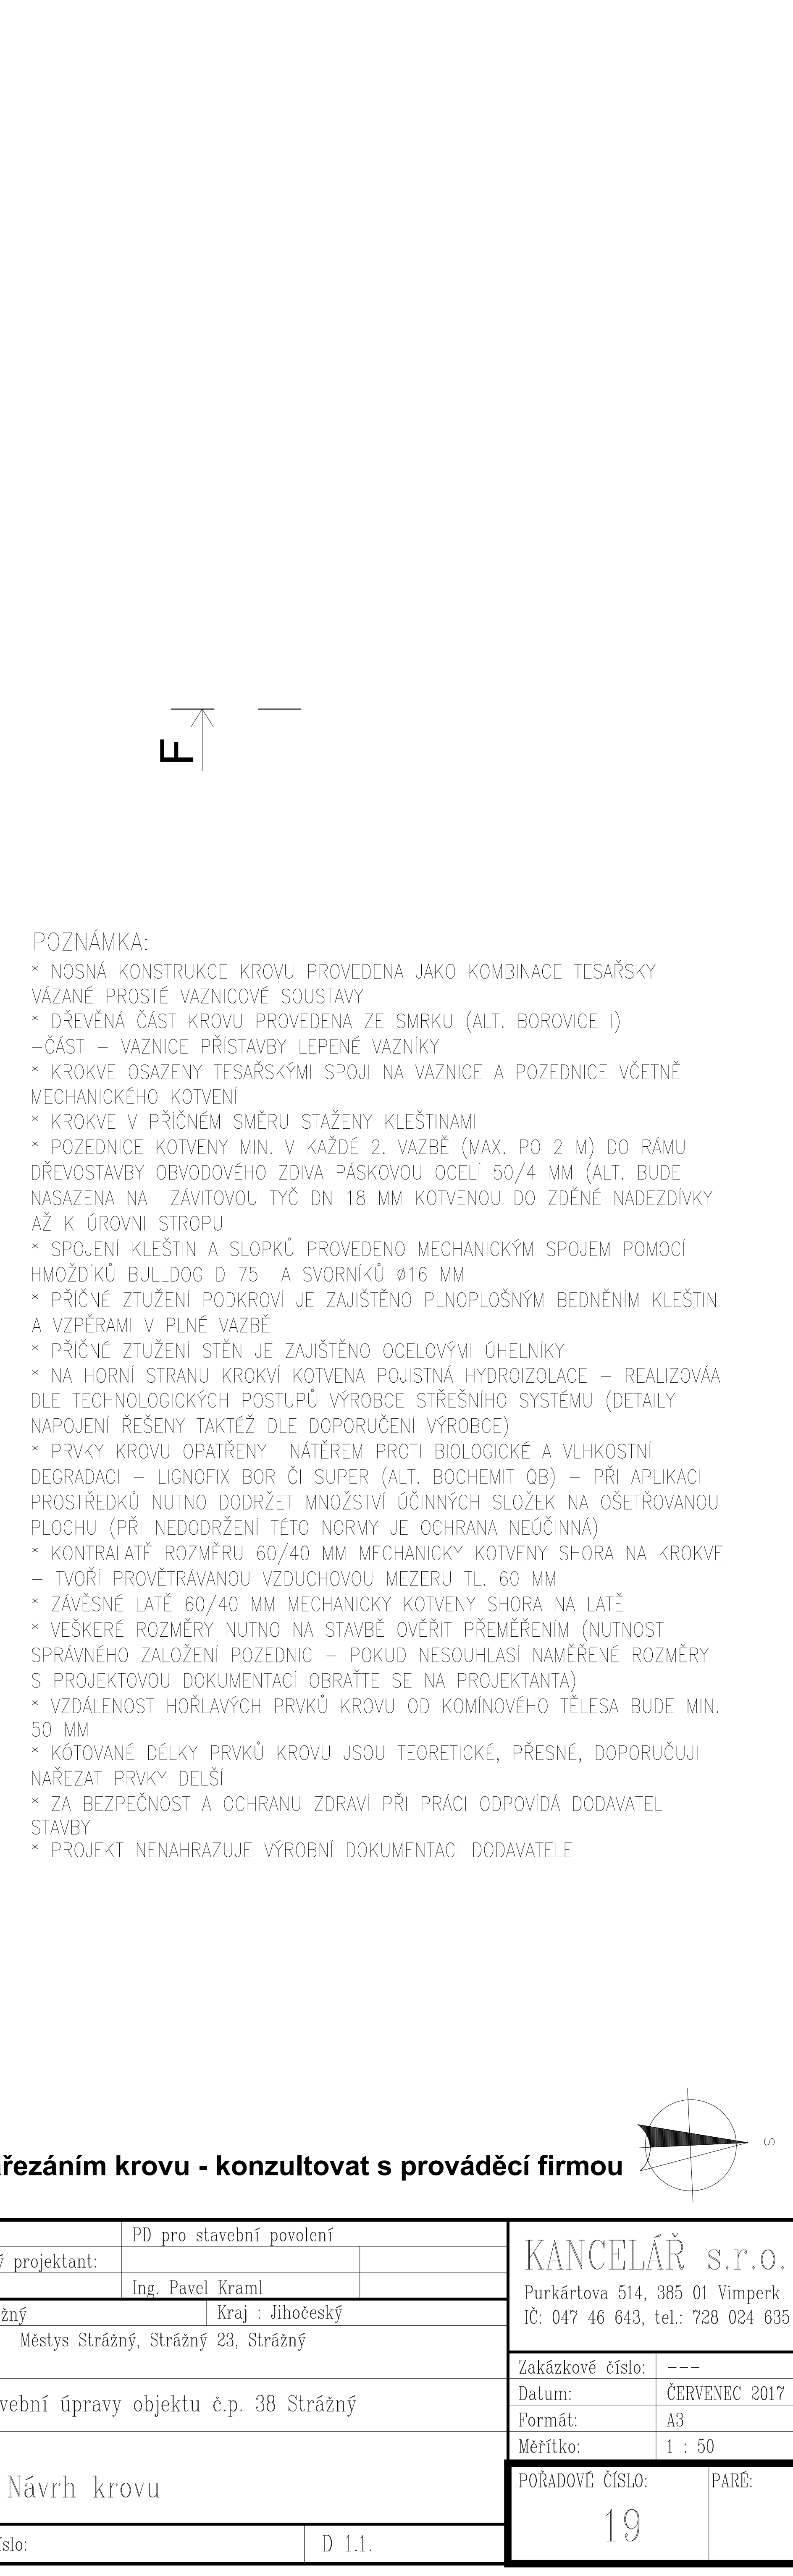 F
POZNÁMKA:
* NOSNÁ KONSTRUKCE KROVU PROVEDENA JAKO KOMBINACE TESAŘSKY
VÁZANÉ PROSTÉ VAZNICOVÉ SOUSTAVY
* DŘEVĚNÁ ČÁST KROVU PROVEDENA ZE SMRKU (ALT. BOROVICE I)
-ČÁST - VAZNICE PŘÍSTAVBY LEPENÉ VAZNÍKY
* KROKVE OSAZENY TESAŘSKÝMI SPOJI NA VAZNICE A POZEDNICE VČETNĚ
MECHANICKÉHO KOTVENÍ
* KROKVE V PŘÍČNÉM SMĚRU STAŽENY KLEŠTINAMI
* POZEDNICE KOTVENY MIN. V KAŽDÉ 2. VAZBĚ (MAX. PO 2 M) DO RÁMU
DŘEVOSTAVBY OBVODOVÉHO ZDIVA PÁSKOVOU OCELÍ 50/4 MM (ALT. BUDE
NASAZENA NA ZÁVITOVOU TYČ DN 18 MM KOTVENOU DO ZDĚNÉ NADEZDÍVKY
AŽ K ÚROVNI STROPU
* SPOJENÍ KLEŠTIN A SLOPKŮ PROVEDENO MECHANICKÝM SPOJEM POMOCÍ
HMOŽDÍKŮ BULLDOG D 75 A SVORNÍKŮ ø16 MM
* PŘÍČNÉ ZTUŽENÍ PODKROVÍ JE ZAJIŠTĚNO PLNOPLOŠNÝM BEDNĚNÍM KLEŠTIN
A VZPĚRAMI V PLNÉ VAZBĚ
* PŘÍČNÉ ZTUŽENÍ STĚN JE ZAJIŠTĚNO OCELOVÝMI ÚHELNÍKY
* NA HORNÍ STRANU KROKVÍ KOTVENA POJISTNÁ HYDROIZOLACE - REALIZOVÁA
DLE TECHNOLOGICKÝCH POSTUPŮ VÝROBCE STŘEŠNÍHO SYSTÉMU (DETAILY
NAPOJENÍ ŘEŠENY TAKTÉŽ DLE DOPORUČENÍ VÝROBCE)
* PRVKY KROVU OPATŘENY NÁTĚREM PROTI BIOLOGICKÉ A VLHKOSTNÍ
DEGRADACI - LIGNOFIX BOR ČI SUPER (ALT. BOCHEMIT QB) - PŘI APLIKACI
PROSTŘEDKŮ NUTNO DODRŽET MNOŽSTVÍ ÚČINNÝCH SLOŽEK NA OŠETŘOVANOU
PLOCHU (PŘI NEDODRŽENÍ TÉTO NORMY JE OCHRANA NEÚČINNÁ)
* KONTRALATĚ ROZMĚRU 60/40 MM MECHANICKY KOTVENY SHORA NA KROKVE
- TVOŘÍ PROVĚTRÁVANOU VZDUCHOVOU MEZERU TL. 60 MM
* ZÁVĚSNÉ LATĚ 60/40 MM MECHANICKY KOTVENY SHORA NA LATĚ
* VEŠKERÉ ROZMĚRY NUTNO NA STAVBĚ OVĚŘIT PŘEMĚŘENÍM (NUTNOST
SPRÁVNÉHO ZALOŽENÍ POZEDNIC - POKUD NESOUHLASÍ NAMĚŘENÉ ROZMĚRY
S PROJEKTOVOU DOKUMENTACÍ OBRAŤTE SE NA PROJEKTANTA)
* VZDÁLENOST HOŘLAVÝCH PRVKŮ KROVU OD KOMÍNOVÉHO TĚLESA BUDE MIN.
50 MM
* KÓTOVANÉ DÉLKY PRVKŮ KROVU JSOU TEORETICKÉ, PŘESNÉ, DOPORUČUJI
NAŘEZAT PRVKY DELŠÍ
* ZA BEZPEČNOST A OCHRANU ZDRAVÍ PŘI PRÁCI ODPOVÍDÁ DODAVATEL
STAVBY
* PROJEKT NENAHRAZUJE VÝROBNÍ DOKUMENTACI DODAVATELE
S
ařezáním krovu - konzultovat s prováděcí firmou
PD pro stavební povolení
ý projektant:
Ing. Pavel Kraml
žný Kraj : Jihočeský
Městys Strážný, Strážný 23, Strážný
vební úpravy objektu č.p. 38 Strážný
Návrh krovu
íslo: D 1.1.
KANCELÁŘ s.r.o.
Purkártova 514, 385 01 Vimperk
IČ: 047 46 643, tel.: 728 024 635
Zakázkové číslo: ---
Datum: ČERVENEC 2017
Formát: A3
Měřítko: 1 : 50
POŘADOVÉ ČÍSLO: PARÉ:
19